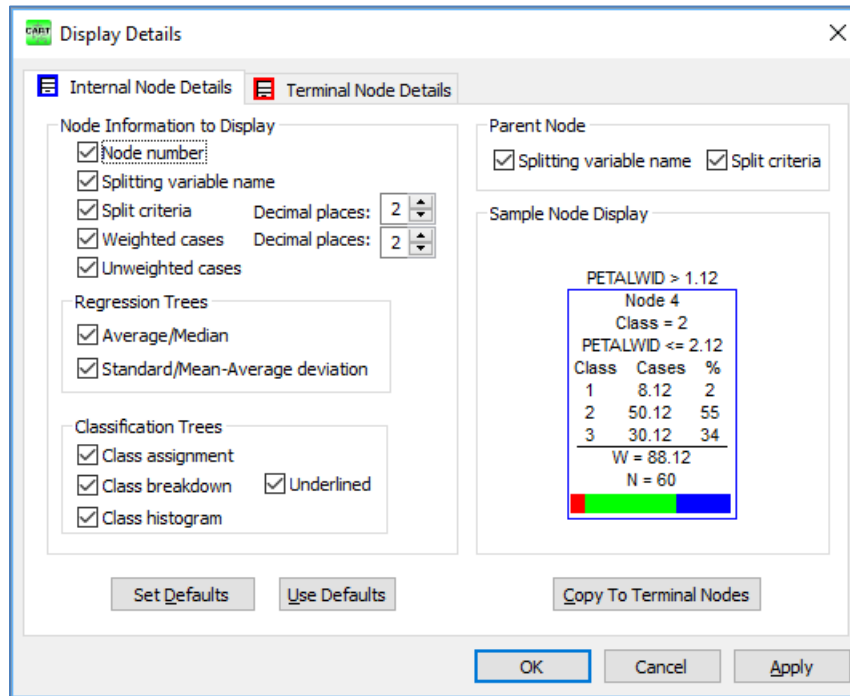 CART
Display Details
Internal Node Details
Terminal Node Details
Node Information to Display
Node number
Splitting variable name
Split criteria Decimal places: 2
Weighted cases Decimal places: 2
Unweighted cases
Regression Trees
Average/Median
Standard/Mean-Average deviation
Classification Trees
Class assignment
Class breakdown Underlined
Class histogram
Parent Node
Splitting variable name Split criteria
Sample Node Display
PETALWID > 1.12
Node 4
Class = 2
PETALWID <= 2.12
Class Cases %
1 8.12 2
2 50.12 55
3 30.12 34
W = 88.12
N = 60
Set Defaults Use Defaults Copy To Terminal Nodes
OK Cancel Apply